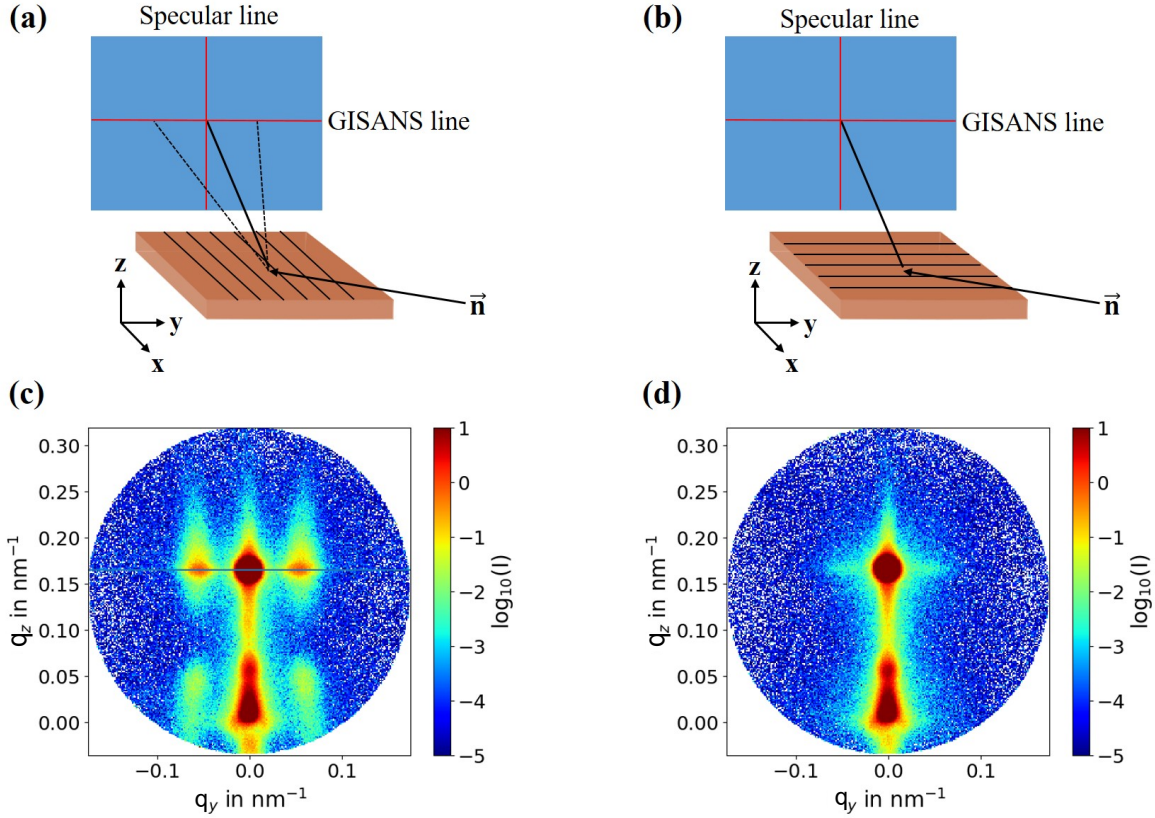 (a)
Specular line
GISANS line
z
y
x
n⃗
(b)
Specular line
GISANS line
z
y
x
n⃗
(c)
0.30
0.25
0.20
0.15
0.10
0.05
0.00
q_z in nm⁻¹
−0.1 0.0 0.1
q_y in nm⁻¹
1
0
−1
−2
−3
−4
−5
log₁₀(I)
(d)
0.30
0.25
0.20
0.15
0.10
0.05
0.00
q_z in nm⁻¹
−0.1 0.0 0.1
q_y in nm⁻¹
1
0
−1
−2
−3
−4
−5
log₁₀(I)